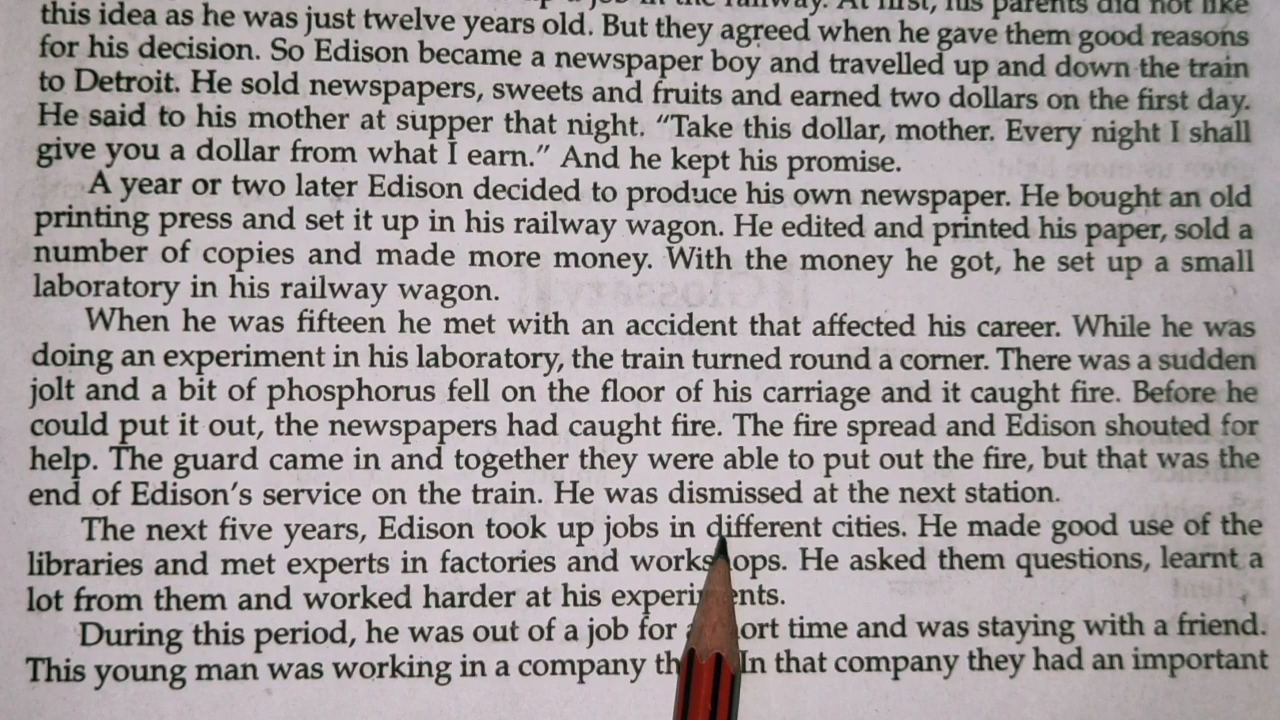 this idea as he was just twelve years old. But they agreed when he gave them good reasons
for his decision. So Edison became a newspaper boy and travelled up and down the train
to Detroit. He sold newspapers, sweets and fruits and earned two dollars on the first day.
He said to his mother at supper that night. “Take this dollar, mother. Every night I shall
give you a dollar from what I earn.” And he kept his promise.
A year or two later Edison decided to produce his own newspaper. He bought an old
printing press and set it up in his railway wagon. He edited and printed his paper, sold a
number of copies and made more money. With the money he got, he set up a small
laboratory in his railway wagon.
When he was fifteen he met with an accident that affected his career. While he was
doing an experiment in his laboratory, the train turned round a corner. There was a sudden
jolt and a bit of phosphorus fell on the floor of his carriage and it caught fire. Before he
could put it out, the newspapers had caught fire. The fire spread and Edison shouted for
help. The guard came in and together they were able to put out the fire, but that was the
end of Edison’s service on the train. He was dismissed at the next station.
The next five years, Edison took up jobs in different cities. He made good use of the
libraries and met experts in factories and workshops. He asked them questions, learnt a
lot from them and worked harder at his experiments.
During this period, he was out of a job for a short time and was staying with a friend.
This young man was working in a company In that company they had an important